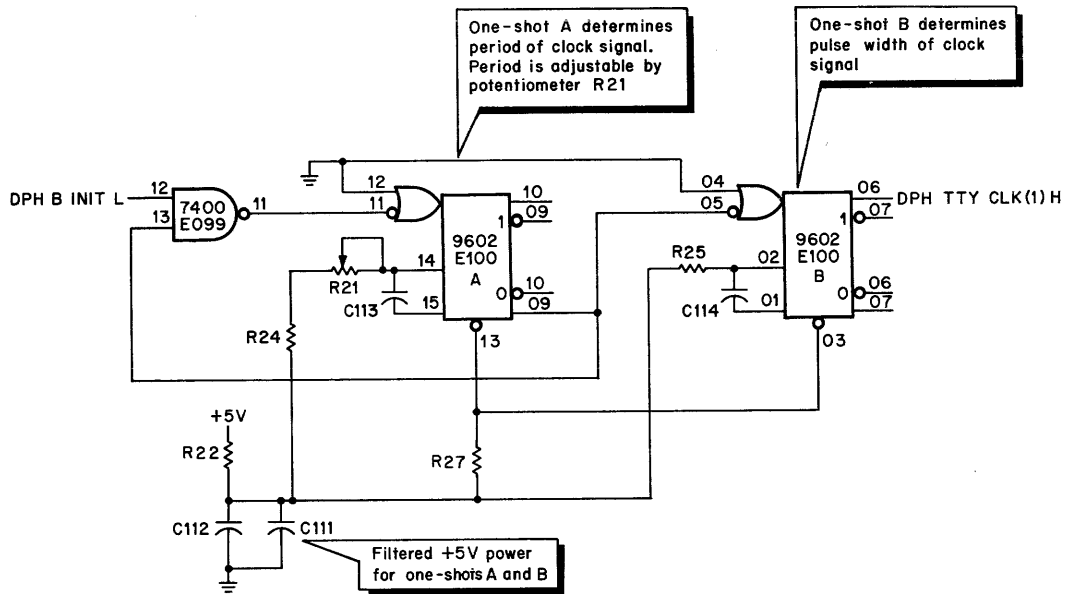 One-shot A determines
period of clock signal.
Period is adjustable by
potentiometer R21
One-shot B determines
pulse width of clock
signal
DPH B INIT L
12
13
7400
E099
11
12
11
10
1
09
9602
E100
A
14
15
0
10
09
13
R21
C113
R24
04
05
06
DPH TTY CLK(1) H
1
07
9602
E100
B
02
01
0
06
07
03
R25
C114
+5V
R22
R27
C112
C111
Filtered +5V power
for one-shots A and B